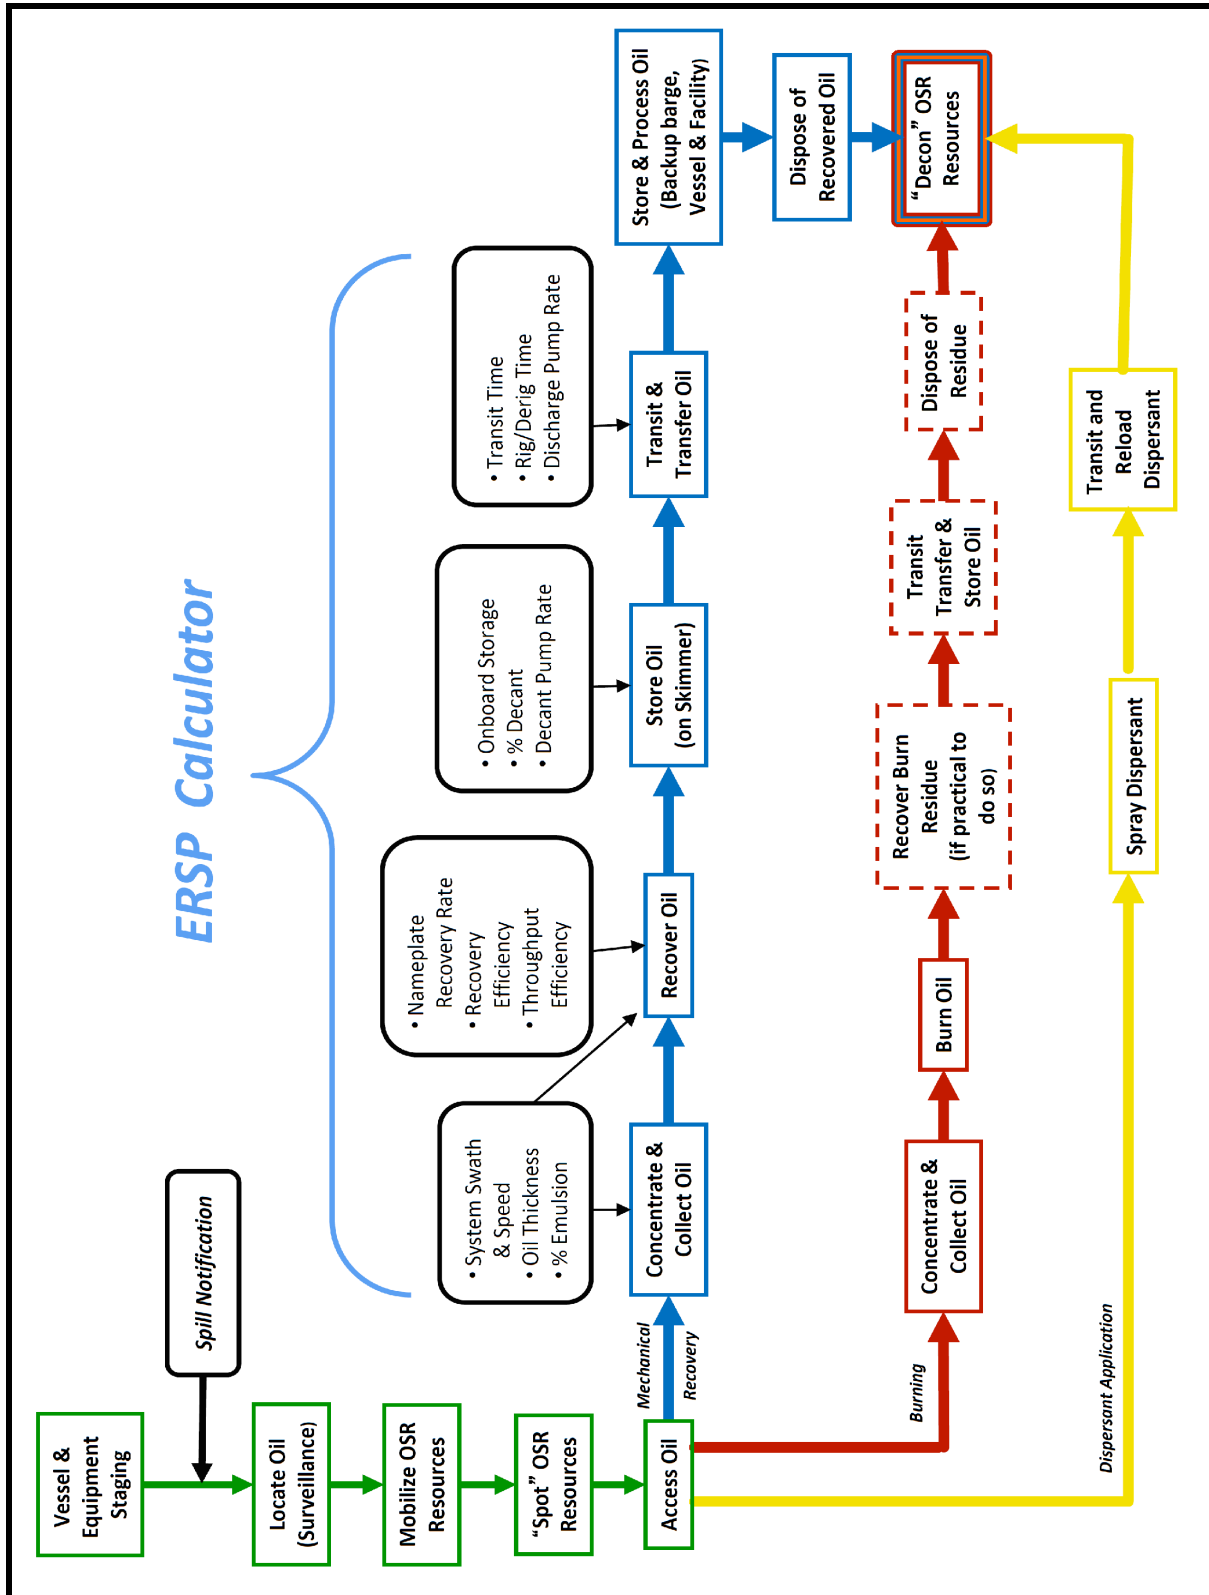 ERSP Calculator
Vessel &
Equipment
Staging
Spill Notification
Locate Oil
(Surveillance)
Mobilize OSR
Resources
“Spot” OSR
Resources
Access Oil
Mechanical
Recovery
• System Swath
& Speed
• Oil Thickness
• % Emulsion
• Nameplate
Recovery Rate
• Recovery
Efficiency
• Throughput
Efficiency
• Onboard Storage
• % Decant
• Decant Pump Rate
• Transit Time
• Rig/Derig Time
• Discharge Pump Rate
Concentrate &
Collect Oil
Recover Oil
Store Oil
(on Skimmer)
Transit &
Transfer Oil
Store & Process Oil
(Backup barge,
Vessel & Facility)
Dispose of
Recovered Oil
“Decon” OSR
Resources
Burning
Concentrate &
Collect Oil
Burn Oil
Recover Burn
Residue
(if practical to
do so)
Transit
Transfer &
Store Oil
Dispose of
Residue
Dispersant Application
Spray Dispersant
Transit and
Reload
Dispersant